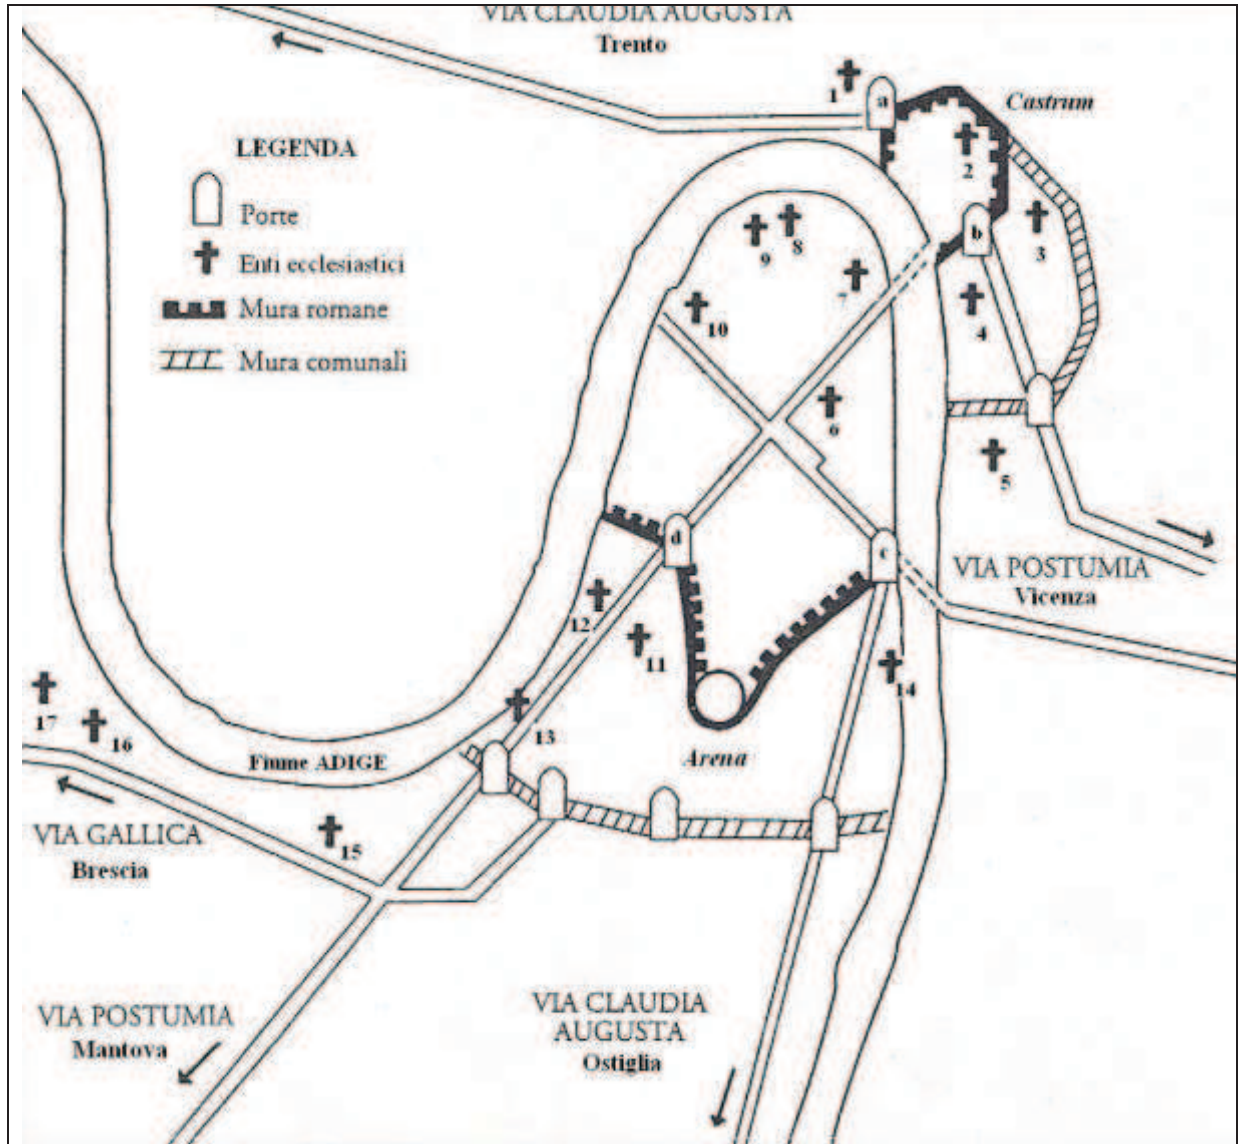 VIA CLAUDIA AUGUSTA
Trento
1
a
Castrum
LEGENDA
Porte
Enti ecclesiastici
Mura romane
Mura comunali
2
b
3
9
8
7
4
10
6
5
d
c
VIA POSTUMIA
Vicenza
12
11
14
17
16
13
Fiume ADIGE
Arena
VIA GALLICA
Brescia
15
VIA POSTUMIA
Mantova
VIA CLAUDIA
AUGUSTA
Ostiglia